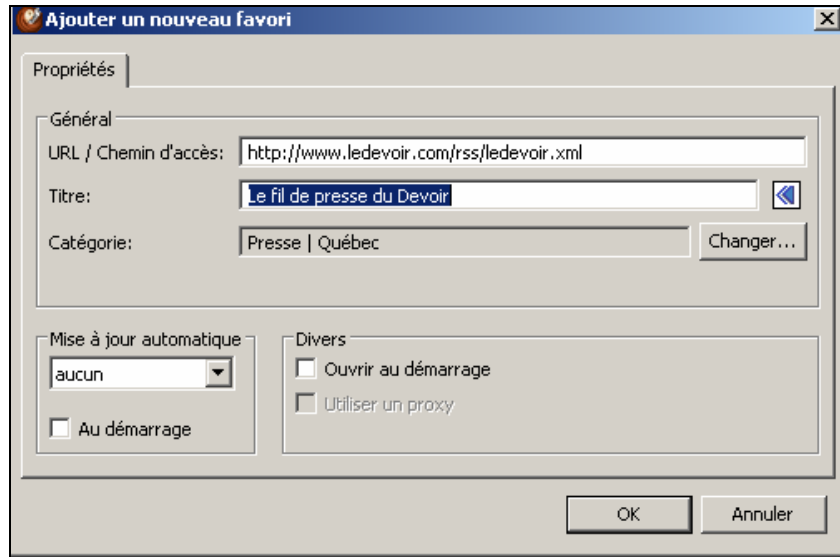 Ajouter un nouveau favori
Propriétés
Général
URL / Chemin d'accès: http://www.ledevoir.com/rss/ledevoir.xml
Titre: Le fil de presse du Devoir
Catégorie: Presse | Québec Changer...
Mise à jour automatique Divers
aucun Ouvrir au démarrage
Utiliser un proxy
Au démarrage
OK Annuler